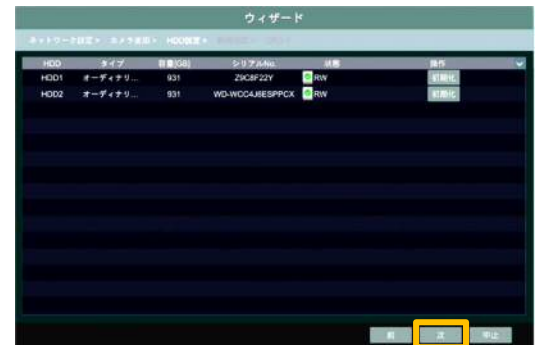 ウィザード
ネットワーク設定 ▸ カメラ追加 ▸ HDD設定 ▸
HDD タイプ 容量[GB] シリアルNo. 状態 操作
HDD1 オーディナリ... 931 Z9C8F22Y RW 初期化
HDD2 オーディナリ... 931 WD-WCC4J6ESPPCX RW 初期化
前 次 中止